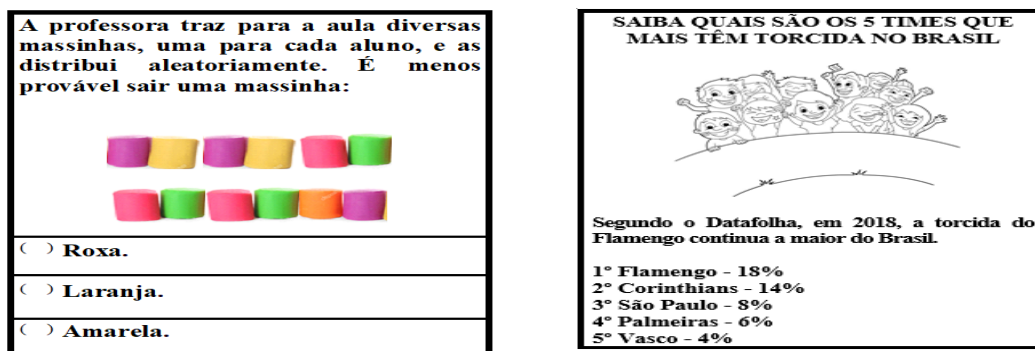 A professora traz para a aula diversas
massinhas, uma para cada aluno, e as
distribui aleatoriamente. É menos
provável sair uma massinha:
( ) Roxa.
( ) Laranja.
( ) Amarela.
SAIBA QUAIS SÃO OS 5 TIMES QUE
MAIS TÊM TORCIDA NO BRASIL
Segundo o Datafolha, em 2018, a torcida do
Flamengo continua a maior do Brasil.
1º Flamengo - 18%
2º Corinthians - 14%
3º São Paulo - 8%
4º Palmeiras - 6%
5º Vasco - 4%